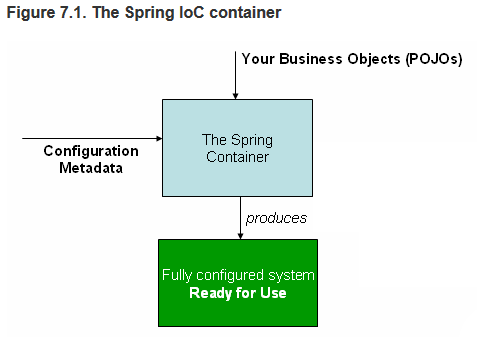 Figure 7.1. The Spring IoC container
Your Business Objects (POJOs)
The Spring
Container
Configuration
Metadata
produces
Fully configured system
Ready for Use